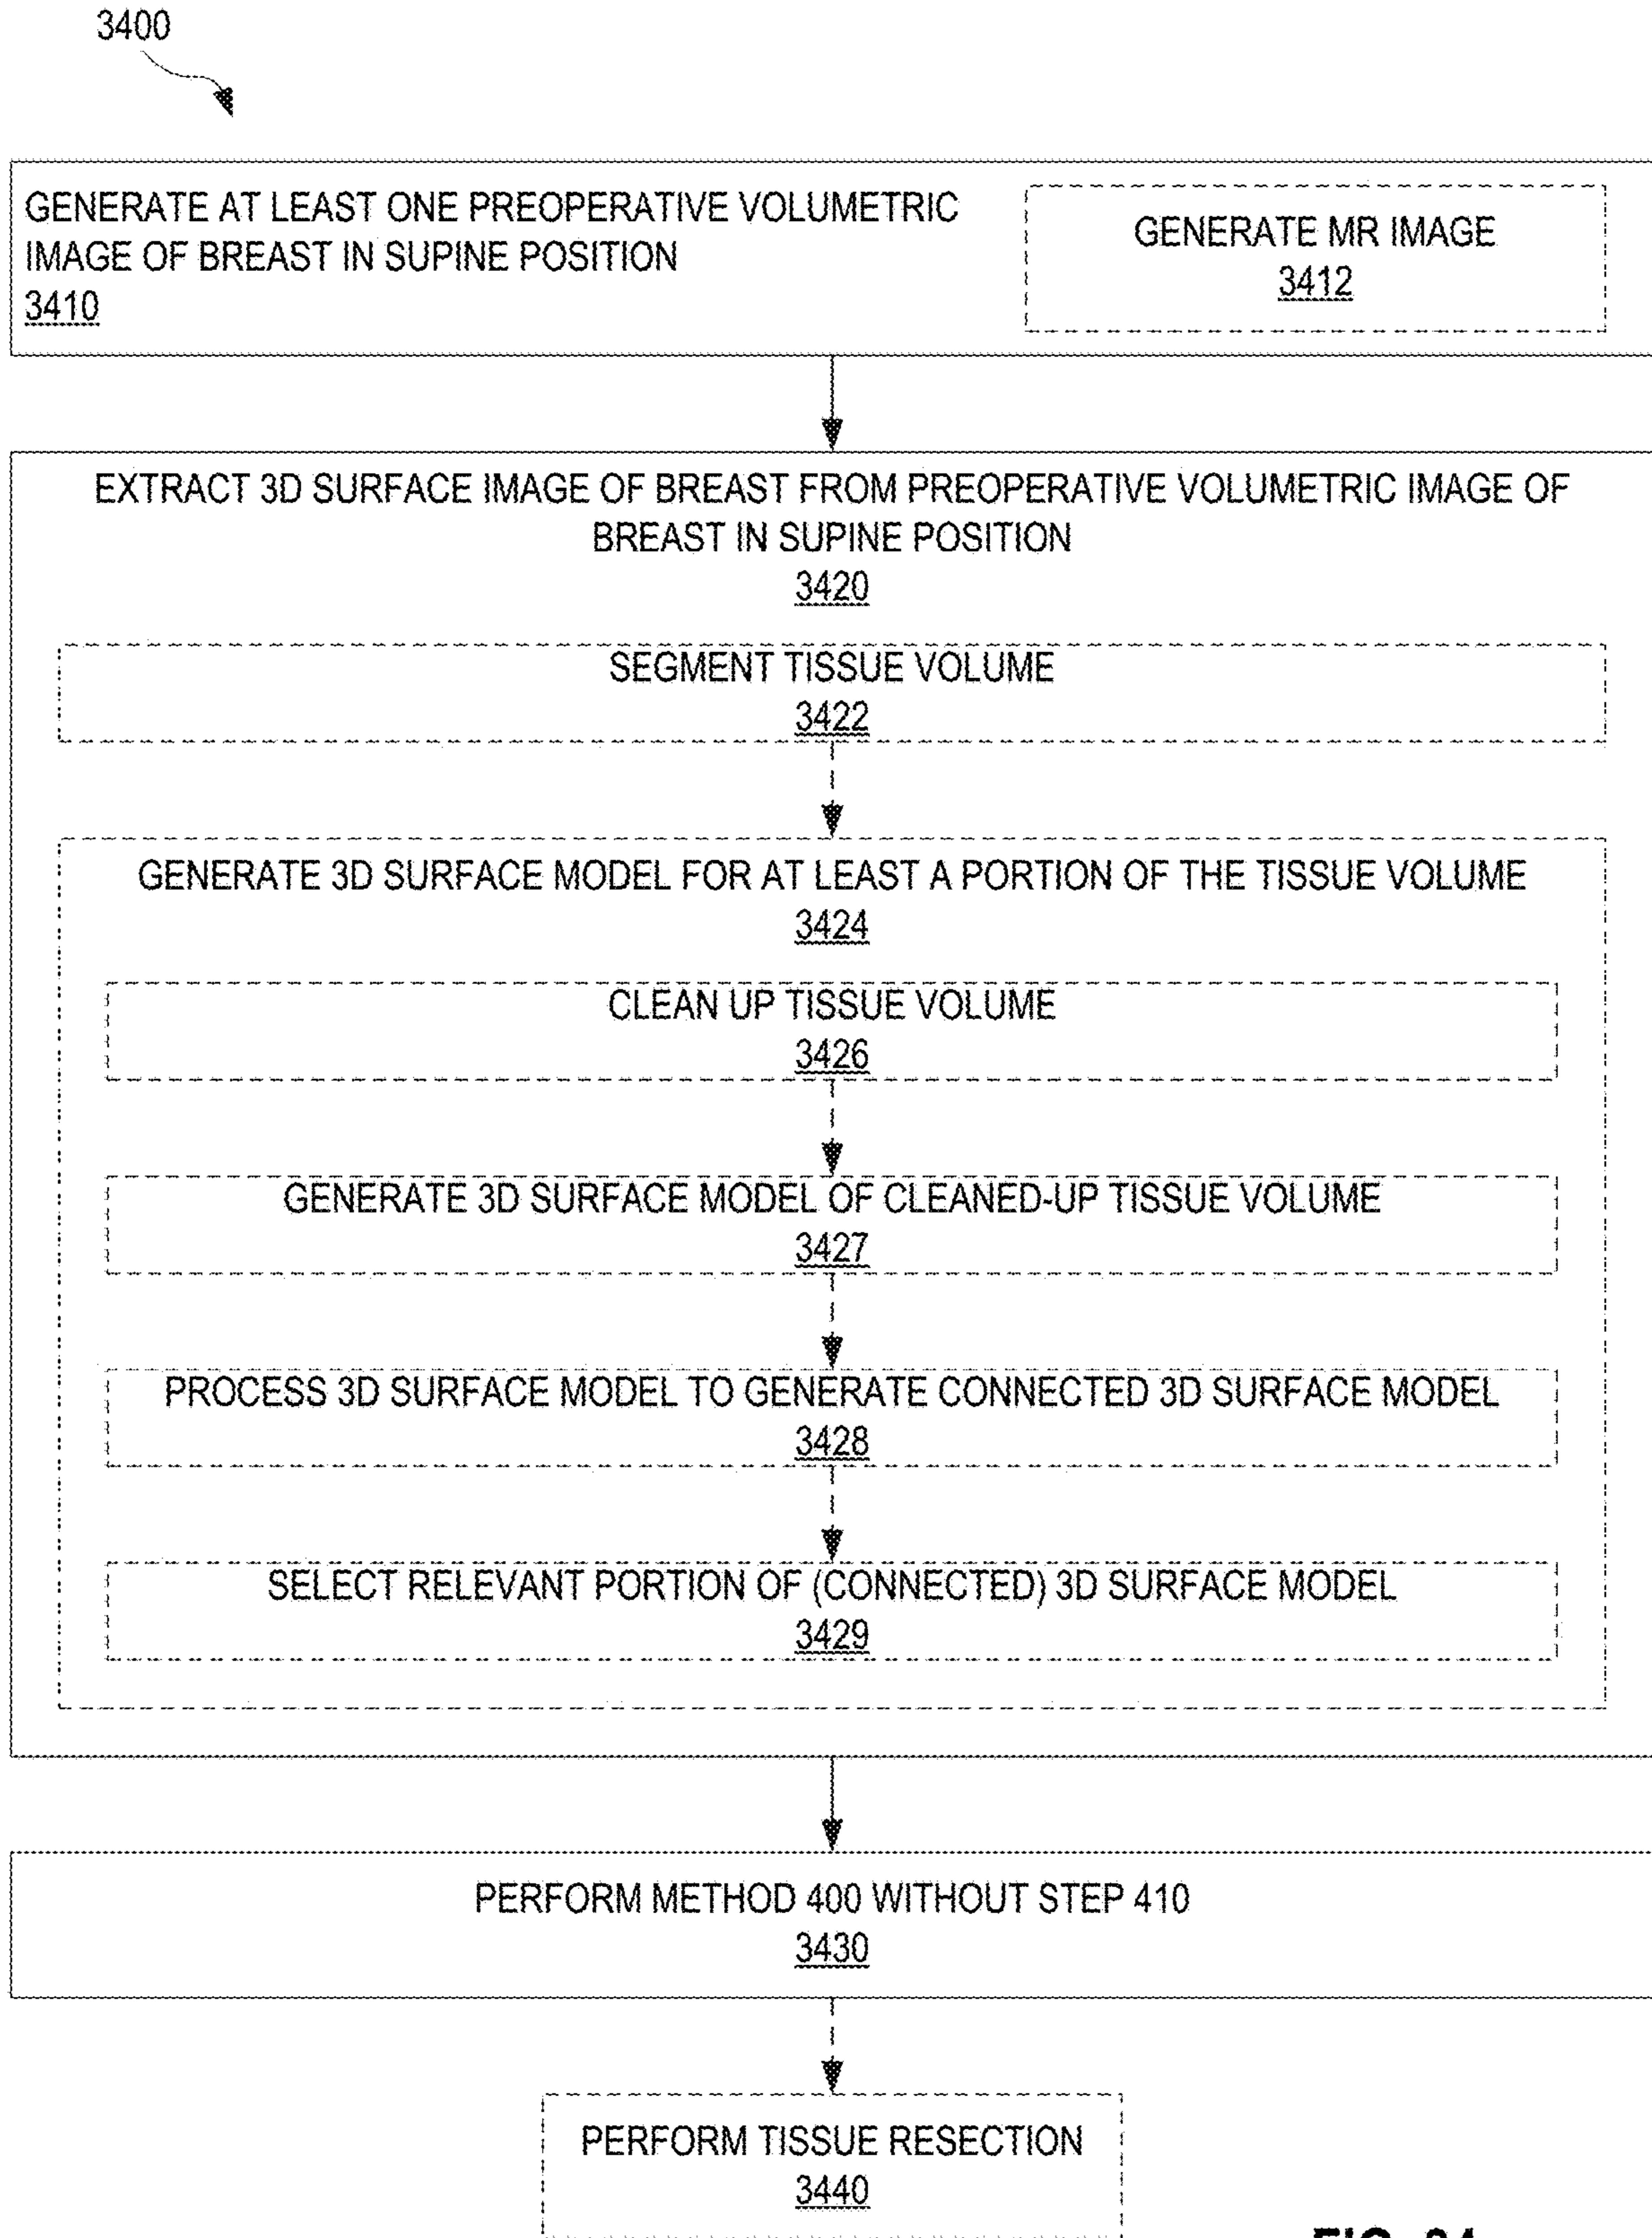 3400
GENERATE AT LEAST ONE PREOPERATIVE VOLUMETRIC
IMAGE OF BREAST IN SUPINE POSITION
3410
GENERATE MR IMAGE
3412
EXTRACT 3D SURFACE IMAGE OF BREAST FROM PREOPERATIVE VOLUMETRIC IMAGE OF
BREAST IN SUPINE POSITION
3420
SEGMENT TISSUE VOLUME
3422
GENERATE 3D SURFACE MODEL FOR AT LEAST A PORTION OF THE TISSUE VOLUME
3424
CLEAN UP TISSUE VOLUME
3426
GENERATE 3D SURFACE MODEL OF CLEANED-UP TISSUE VOLUME
3427
PROCESS 3D SURFACE MODEL TO GENERATE CONNECTED 3D SURFACE MODEL
3428
SELECT RELEVANT PORTION OF (CONNECTED) 3D SURFACE MODEL
3429
PERFORM METHOD 400 WITHOUT STEP 410
3430
PERFORM TISSUE RESECTION
3440